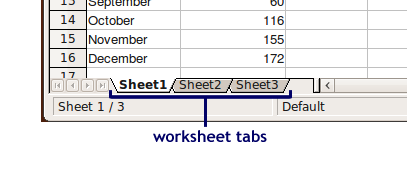 13 September 60
14 October 116
15 November 155
16 December 172
17
Sheet1 Sheet2 Sheet3
Sheet 1 / 3 Default
worksheet tabs